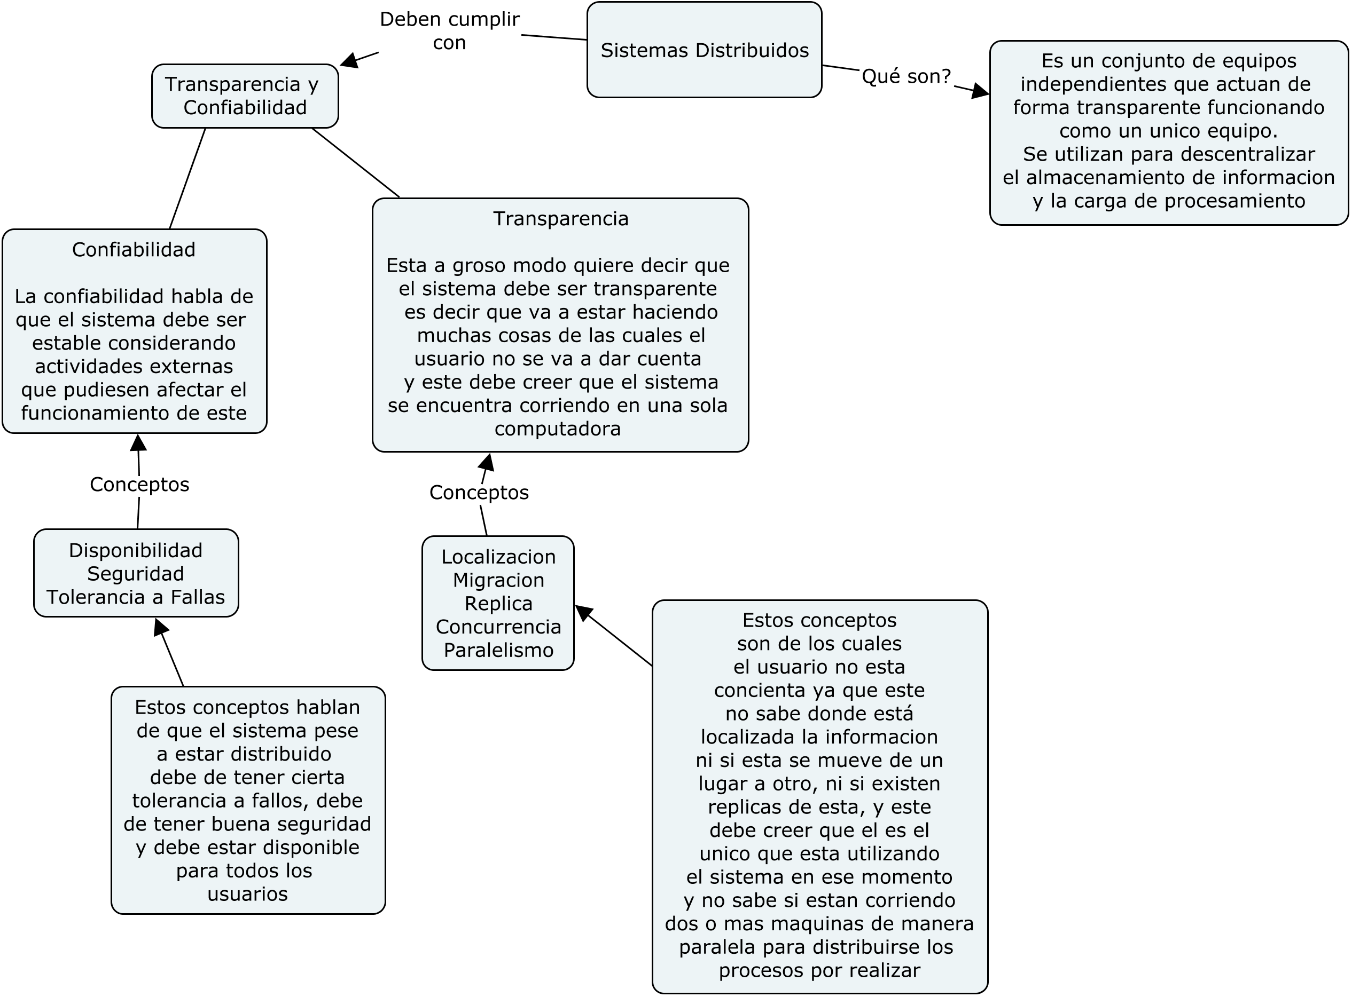 Sistemas Distribuidos
Deben cumplir
con
Qué son?
Es un conjunto de equipos
independientes que actuan de
forma transparente funcionando
como un unico equipo.
Se utilizan para descentralizar
el almacenamiento de informacion
y la carga de procesamiento
Transparencia y
Confiabilidad
Confiabilidad
La confiabilidad habla de
que el sistema debe ser
estable considerando
actividades externas
que pudiesen afectar el
funcionamiento de este
Transparencia
Esta a groso modo quiere decir que
el sistema debe ser transparente
es decir que va a estar haciendo
muchas cosas de las cuales el
usuario no se va a dar cuenta
y este debe creer que el sistema
se encuentra corriendo en una sola
computadora
Conceptos
Disponibilidad
Seguridad
Tolerancia a Fallas
Estos conceptos hablan
de que el sistema pese
a estar distribuido
debe de tener cierta
tolerancia a fallos, debe
de tener buena seguridad
y debe estar disponible
para todos los
usuarios
Conceptos
Localizacion
Migracion
Replica
Concurrencia
Paralelismo
Estos conceptos
son de los cuales
el usuario no esta
concienta ya que este
no sabe donde está
localizada la informacion
ni si esta se mueve de un
lugar a otro, ni si existen
replicas de esta, y este
debe creer que el es el
unico que esta utilizando
el sistema en ese momento
y no sabe si estan corriendo
dos o mas maquinas de manera
paralela para distribuirse los
procesos por realizar